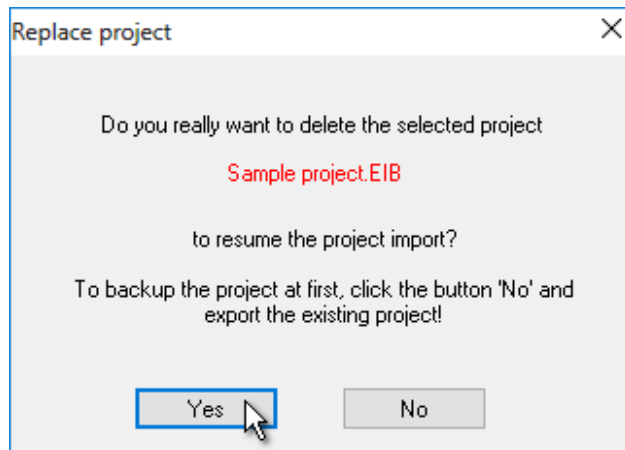 Replace project
Do you really want to delete the selected project
Sample project.EIB
to resume the project import?
To backup the project at first, click the button 'No' and
export the existing project!
Yes
No